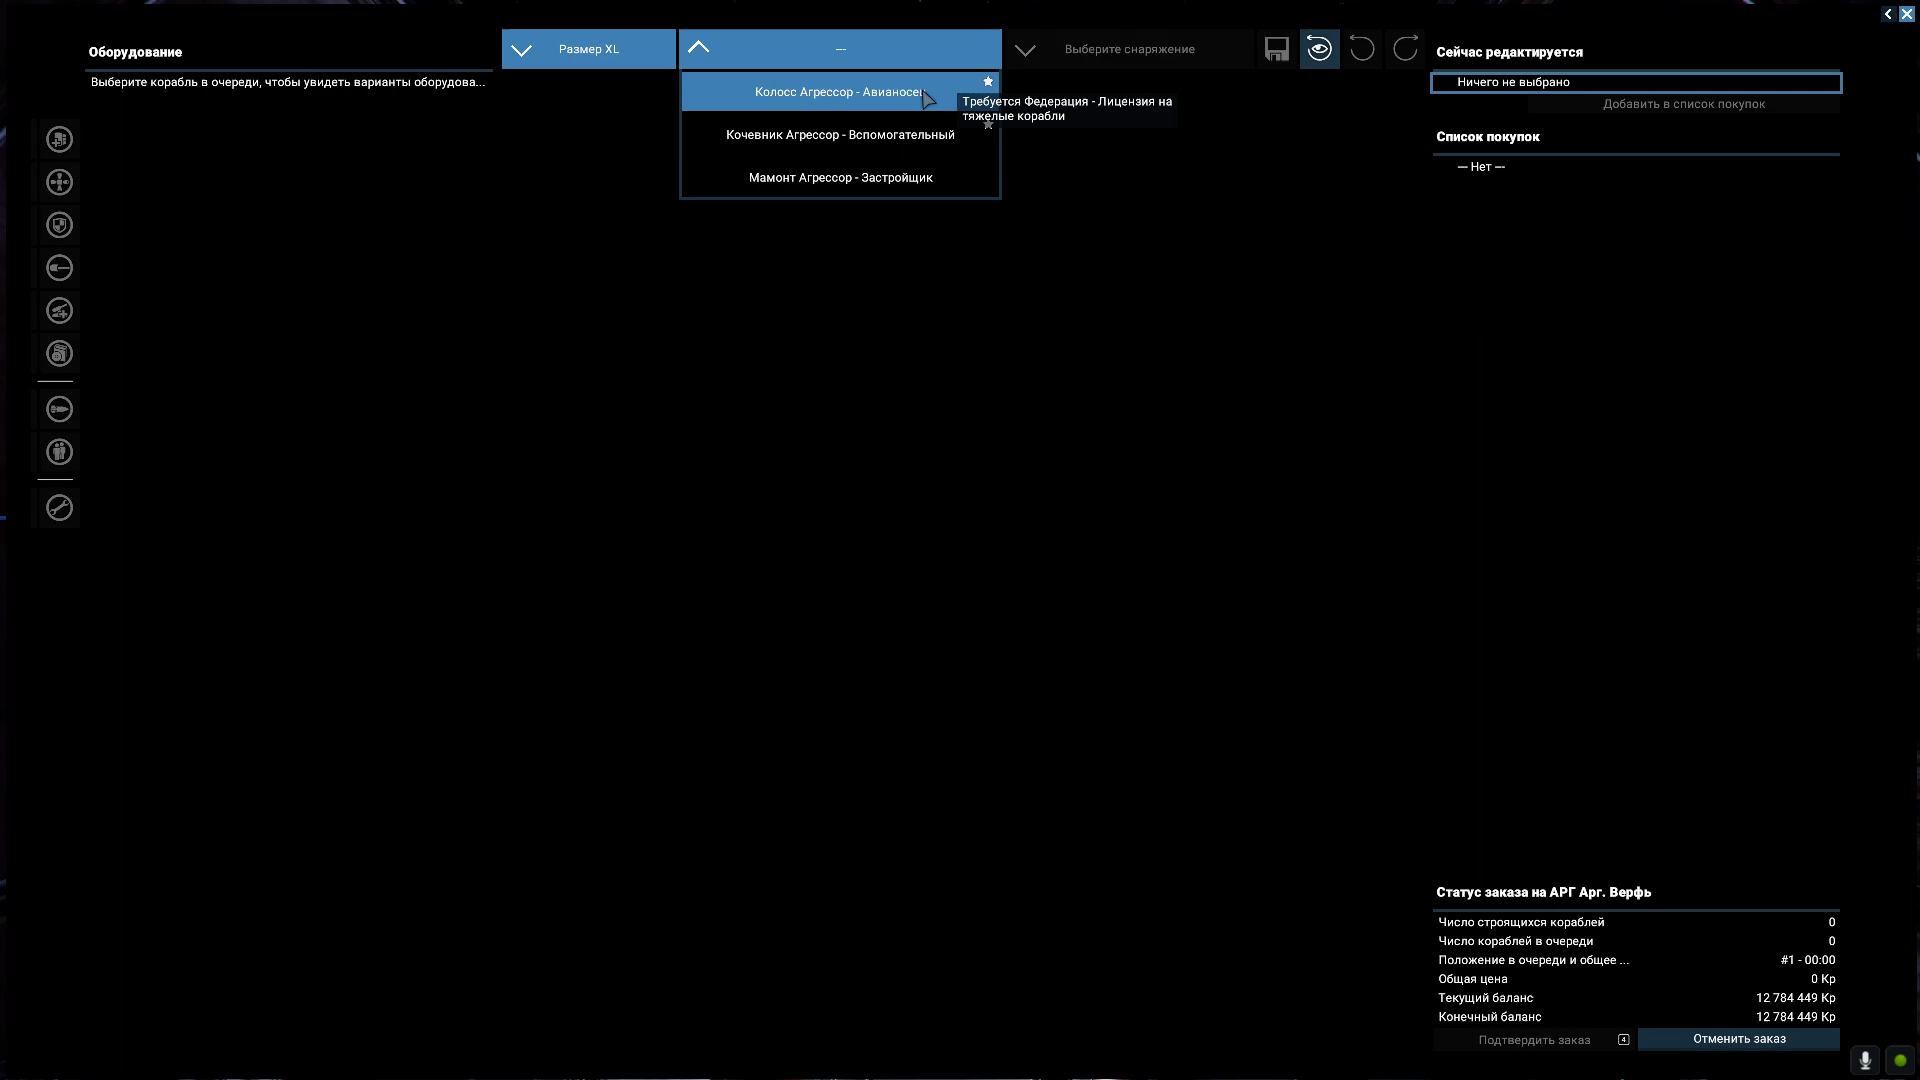 Оборудование
Выберите корабль в очереди, чтобы увидеть варианты оборудова...
Размер XL
---
Колосс Агрессор - Авианосец
Кочевник Агрессор - Вспомогательный
Мамонт Агрессор - Застройщик
Требуется Федерация - Лицензия на
тяжелые корабли
Выберите снаряжение
Сейчас редактируется
Ничего не выбрано
Добавить в список покупок
Список покупок
--- Нет ---
Статус заказа на АРГ Арг. Верфь
Число строящихся кораблей 0
Число кораблей в очереди 0
Положение в очереди и общее ... #1 - 00:00
Общая цена 0 Кр
Текущий баланс 12 784 449 Кр
Конечный баланс 12 784 449 Кр
Подтвердить заказ 4
Отменить заказ